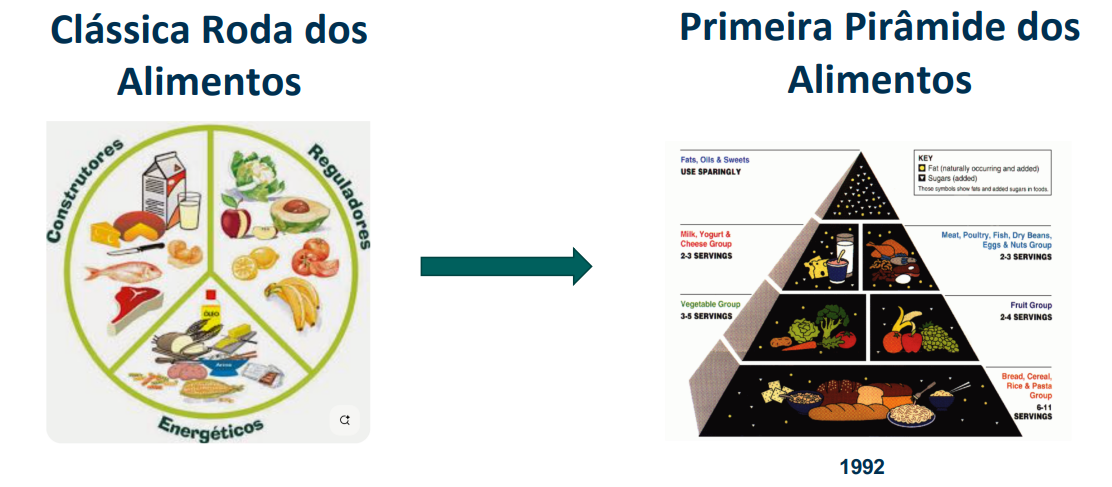 Clássica Roda dos
Alimentos
Primeira Pirâmide dos
Alimentos
Construtores
Reguladores
ÓLEO
Arroz
Energéticos
Fats, Oils & Sweets
USE SPARINGLY
KEY
Fat (naturally occurring and added)
Sugars (added)
These symbols show fats and added sugars in foods.
Milk, Yogurt &
Cheese Group
2-3 SERVINGS
Meat, Poultry, Fish, Dry Beans,
Eggs & Nuts Group
2-3 SERVINGS
Vegetable Group
3-5 SERVINGS
Fruit Group
2-4 SERVINGS
Bread, Cereal,
Rice & Pasta
Group
6-11
SERVINGS
1992